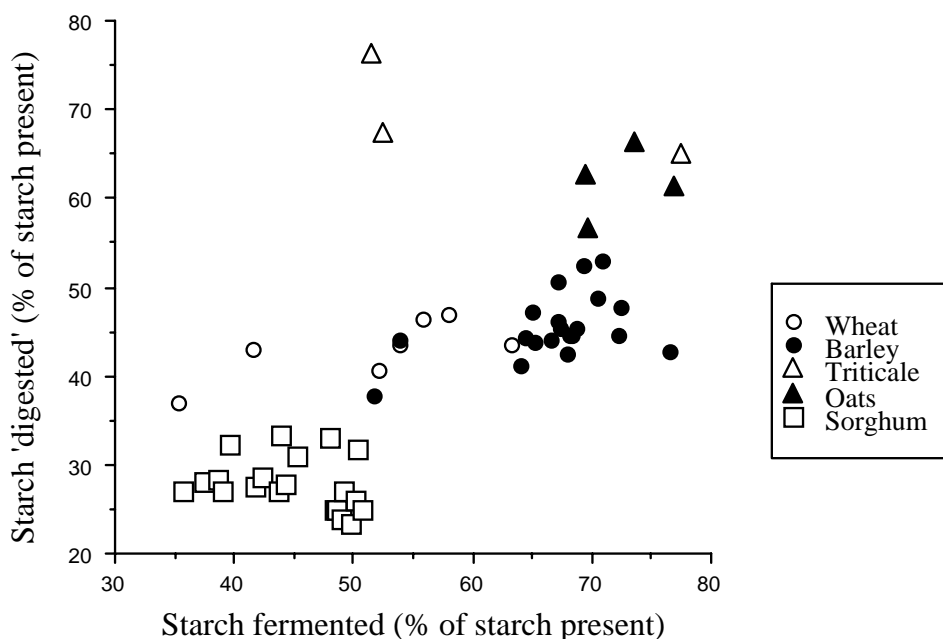 80
70
60
50
40
30
20
30
40
50
60
70
80
Starch 'digested' (% of starch present)
Starch fermented (% of starch present)
Wheat
Barley
Triticale
Oats
Sorghum